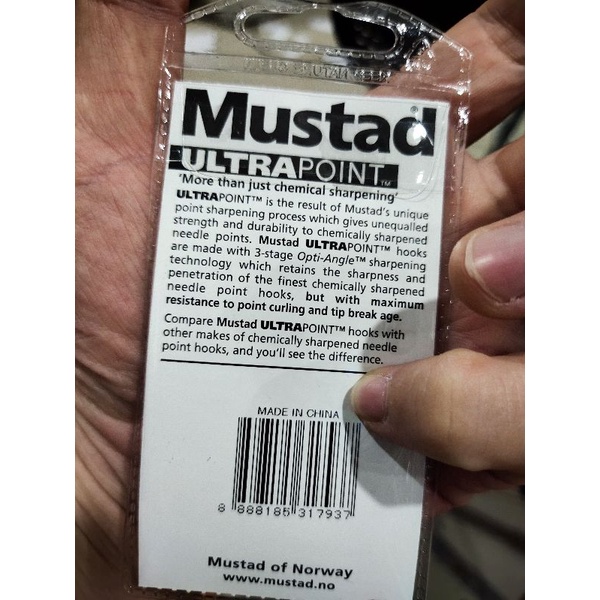 Mustad®
ULTRAPOINT™
'More than just chemical sharpening'
ULTRAPOINT™ is the result of Mustad's unique
point sharpening process which gives unequalled
strength and durability to chemically sharpened
needle points. Mustad ULTRAPOINT™ hooks
are made with 3-stage Opti-Angle™ sharpening
technology which retains the sharpness and
penetration of the finest chemically sharpened
needle point hooks, but with maximum
resistance to point curling and tip break age.
Compare Mustad ULTRAPOINT™ hooks with
other makes of chemically sharpened needle
point hooks, and you'll see the difference.
MADE IN CHINA
8 888185 317937
Mustad of Norway
www.mustad.no